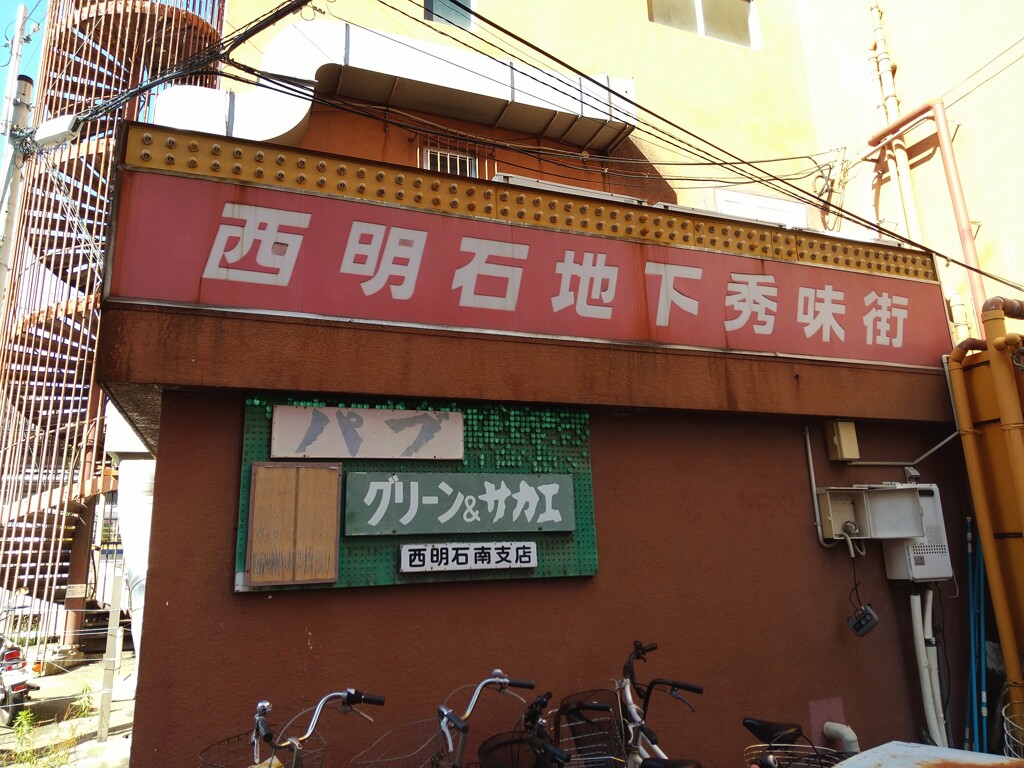 西明石地下秀味街
パブ
グリーン&サカエ
西明石南支店